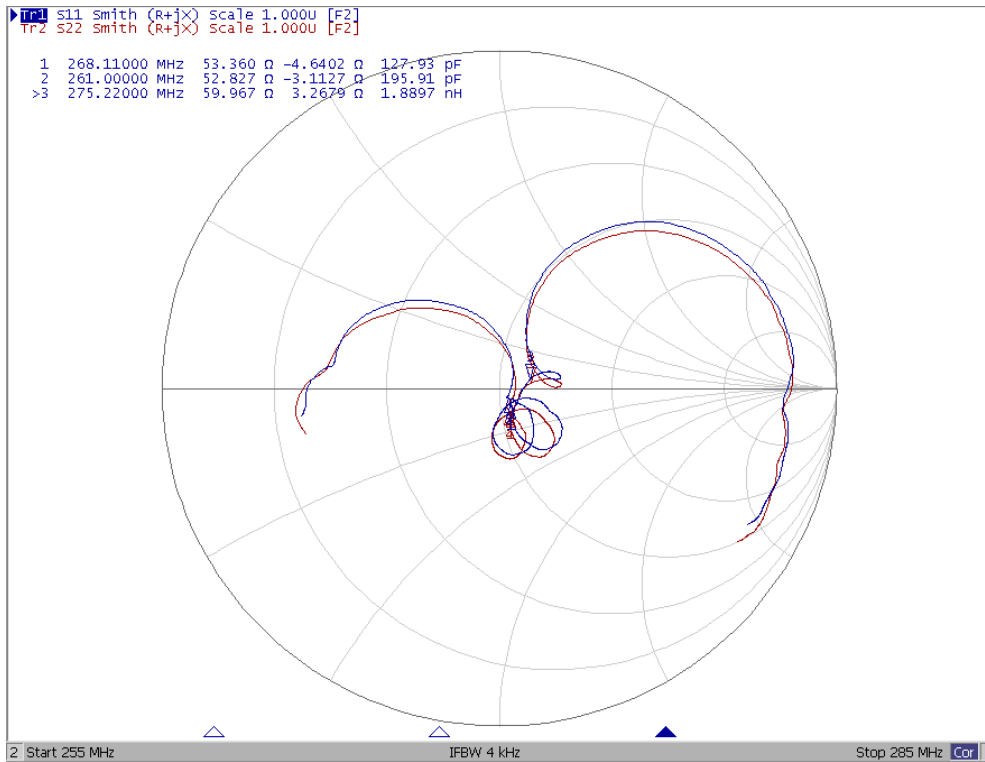 Tr1 S11 Smith (R+jX) Scale 1.000U [F2]
Tr2 S22 Smith (R+jX) Scale 1.000U [F2]
1 268.11000 MHz 53.360 Ω -4.6402 Ω 127.93 pF
2 261.00000 MHz 52.827 Ω -3.1127 Ω 195.91 pF
>3 275.22000 MHz 59.967 Ω 3.2679 Ω 1.8897 nH
2 Start 255 MHz IFBW 4 kHz Stop 285 MHz Cor